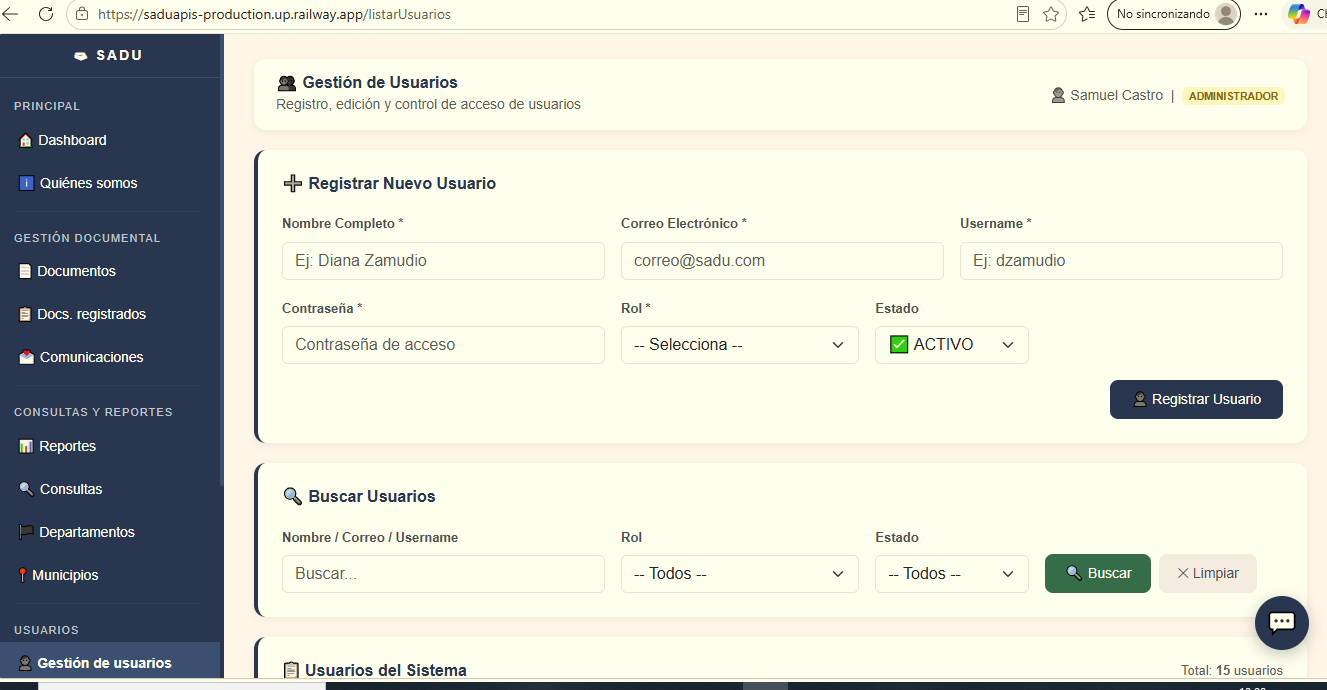 https://saduapis-production.up.railway.app/listarUsuarios
No sincronizando
SADU
PRINCIPAL
Dashboard
Quiénes somos
GESTIÓN DOCUMENTAL
Documentos
Docs. registrados
Comunicaciones
CONSULTAS Y REPORTES
Reportes
Consultas
Departamentos
Municipios
USUARIOS
Gestión de usuarios
Gestión de Usuarios
Registro, edición y control de acceso de usuarios
Samuel Castro | ADMINISTRADOR
Registrar Nuevo Usuario
Nombre Completo * Correo Electrónico * Username *
Ej: Diana Zamudio correo@sadu.com Ej: dzamudio
Contraseña * Rol * Estado
Contraseña de acceso -- Selecciona -- ACTIVO
Registrar Usuario
Buscar Usuarios
Nombre / Correo / Username Rol Estado
Buscar... -- Todos -- -- Todos -- Buscar Limpiar
Usuarios del Sistema Total: 15 usuarios